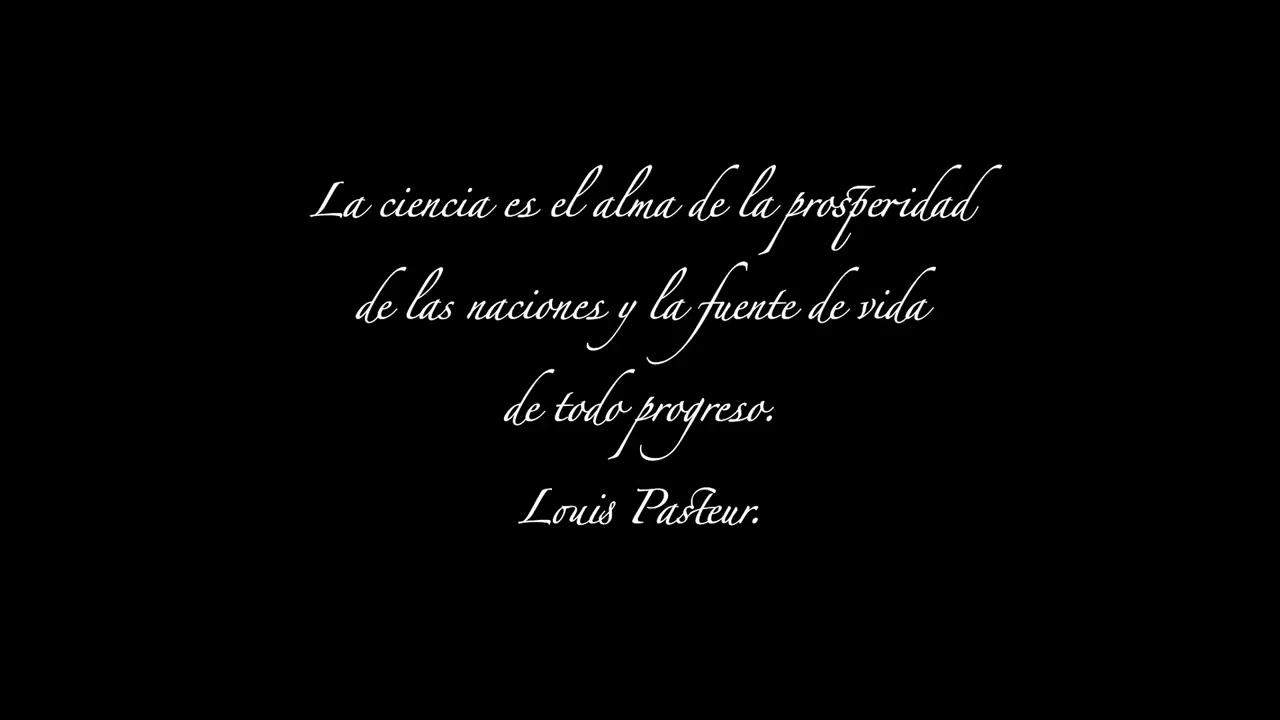 La ciencia es el alma de la prosperidad
de las naciones y la fuente de vida
de todo progreso.
Louis Pasteur.